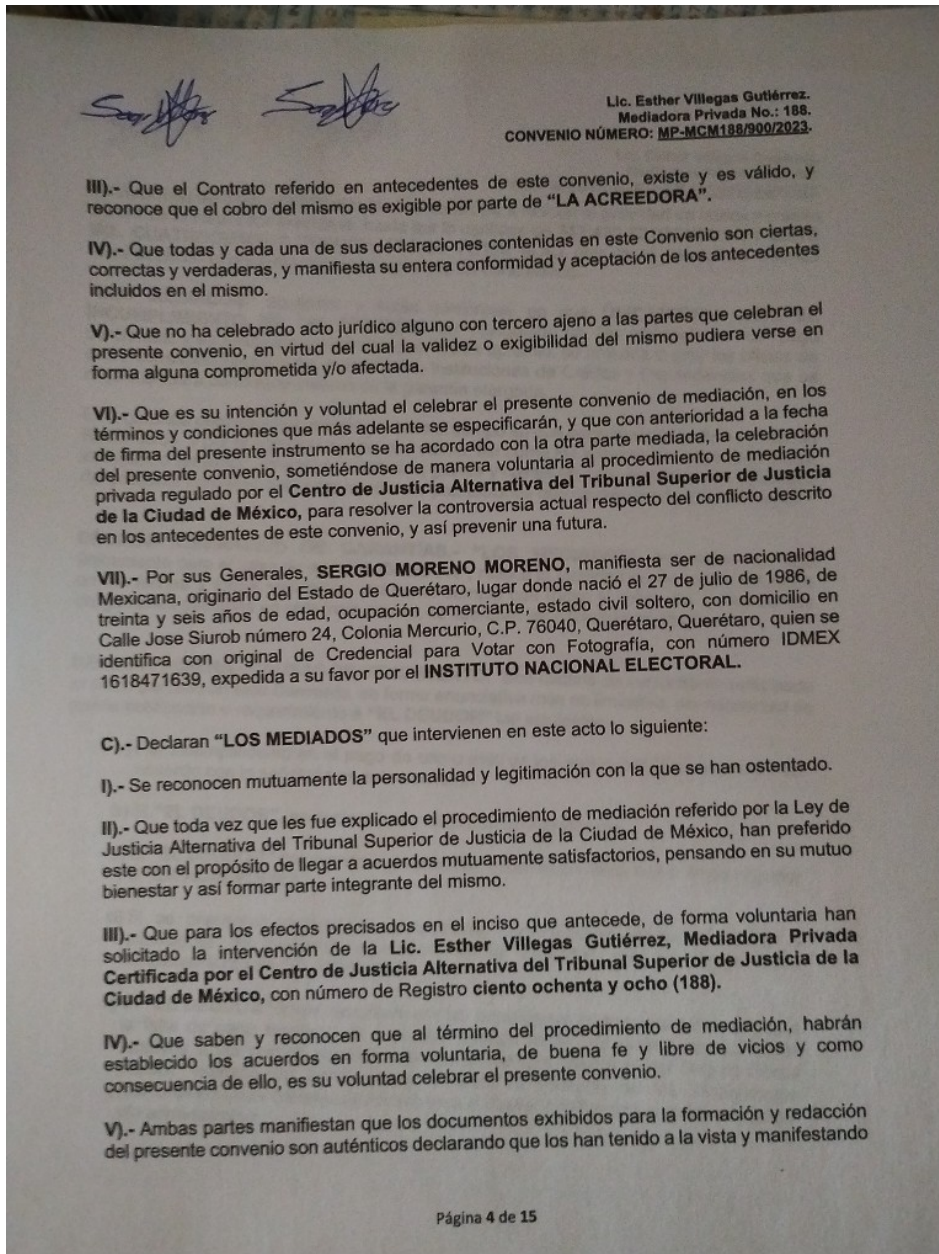 Lic. Esther Villegas Gutiérrez.
Mediadora Privada No.: 188.
CONVENIO NÚMERO: MP-MCM188/900/2023.
III).- Que el Contrato referido en antecedentes de este convenio, existe y es válido, y
reconoce que el cobro del mismo es exigible por parte de “LA ACREEDORA”.
IV).- Que todas y cada una de sus declaraciones contenidas en este Convenio son ciertas,
correctas y verdaderas, y manifiesta su entera conformidad y aceptación de los antecedentes
incluidos en el mismo.
V).- Que no ha celebrado acto jurídico alguno con tercero ajeno a las partes que celebran el
presente convenio, en virtud del cual la validez o exigibilidad del mismo pudiera verse en
forma alguna comprometida y/o afectada.
VI).- Que es su intención y voluntad el celebrar el presente convenio de mediación, en los
términos y condiciones que más adelante se especificarán, y que con anterioridad a la fecha
de firma del presente instrumento se ha acordado con la otra parte mediada, la celebración
del presente convenio, sometiéndose de manera voluntaria al procedimiento de mediación
privada regulado por el Centro de Justicia Alternativa del Tribunal Superior de Justicia
de la Ciudad de México, para resolver la controversia actual respecto del conflicto descrito
en los antecedentes de este convenio, y así prevenir una futura.
VII).- Por sus Generales, SERGIO MORENO MORENO, manifiesta ser de nacionalidad
Mexicana, originario del Estado de Querétaro, lugar donde nació el 27 de julio de 1986, de
treinta y seis años de edad, ocupación comerciante, estado civil soltero, con domicilio en
Calle Jose Siurob número 24, Colonia Mercurio, C.P. 76040, Querétaro, Querétaro, quien se
identifica con original de Credencial para Votar con Fotografía, con número IDMEX
1618471639, expedida a su favor por el INSTITUTO NACIONAL ELECTORAL.
C).- Declaran “LOS MEDIADOS” que intervienen en este acto lo siguiente:
I).- Se reconocen mutuamente la personalidad y legitimación con la que se han ostentado.
II).- Que toda vez que les fue explicado el procedimiento de mediación referido por la Ley de
Justicia Alternativa del Tribunal Superior de Justicia de la Ciudad de México, han preferido
este con el propósito de llegar a acuerdos mutuamente satisfactorios, pensando en su mutuo
bienestar y así formar parte integrante del mismo.
III).- Que para los efectos precisados en el inciso que antecede, de forma voluntaria han
solicitado la intervención de la Lic. Esther Villegas Gutiérrez, Mediadora Privada
Certificada por el Centro de Justicia Alternativa del Tribunal Superior de Justicia de la
Ciudad de México, con número de Registro ciento ochenta y ocho (188).
IV).- Que saben y reconocen que al término del procedimiento de mediación, habrán
establecido los acuerdos en forma voluntaria, de buena fe y libre de vicios y como
consecuencia de ello, es su voluntad celebrar el presente convenio.
V).- Ambas partes manifiestan que los documentos exhibidos para la formación y redacción
del presente convenio son auténticos declarando que los han tenido a la vista y manifestando
Página 4 de 15